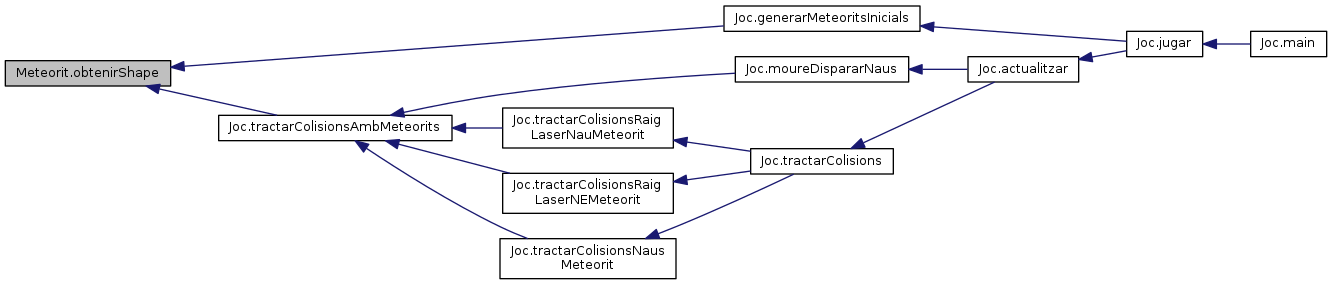 Joc.generarMeteoritsInicials
Joc.jugar
Joc.main
Meteorit.obtenirShape
Joc.moureDispararNaus
Joc.actualitzar
Joc.tractarColisionsAmbMeteorits
Joc.tractarColisionsRaig
LaserNauMeteorit
Joc.tractarColisions
Joc.tractarColisionsRaig
LaserNEMeteorit
Joc.tractarColisionsNaus
Meteorit